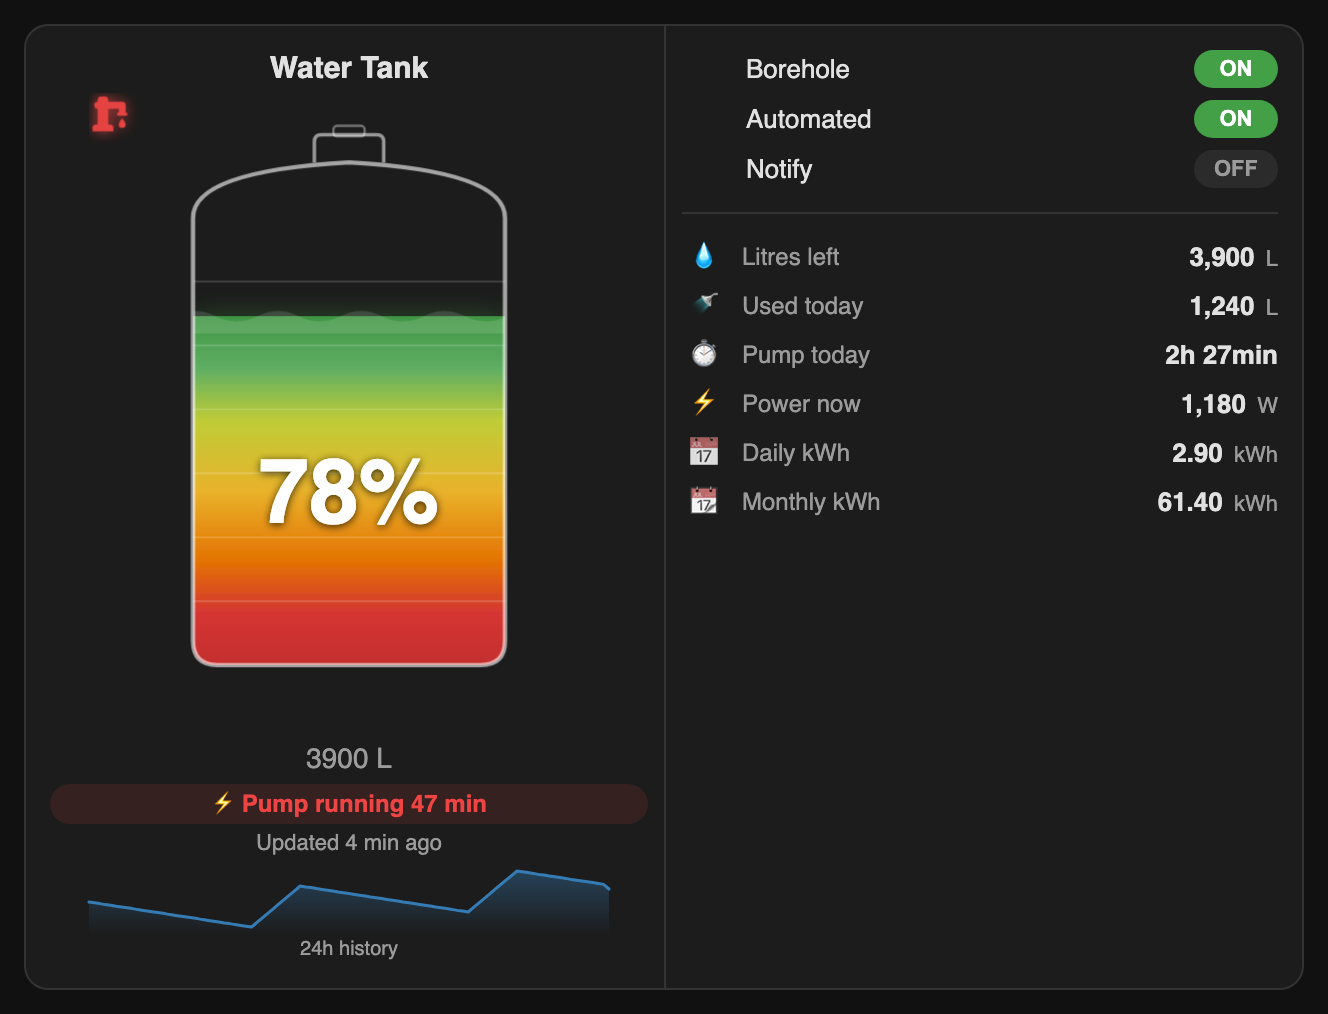 Water Tank
78%
3900 L
⚡ Pump running 47 min
Updated 4 min ago
24h history
Borehole ON
Automated ON
Notify OFF
Litres left 3,900 L
Used today 1,240 L
Pump today 2h 27min
Power now 1,180 W
17 Daily kWh 2.90 kWh
17 Monthly kWh 61.40 kWh